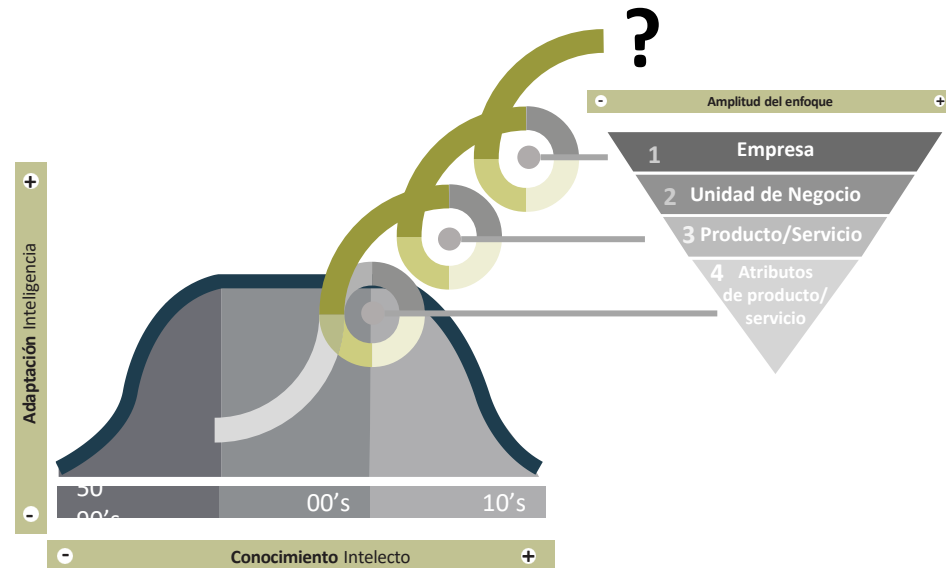 ?
- Amplitud del enfoque +
1 Empresa
2 Unidad de Negocio
3 Producto/Servicio
4 Atributos
de producto/
servicio
+
Adaptación Inteligencia
-
00's
10's
- Conocimiento Intelecto +